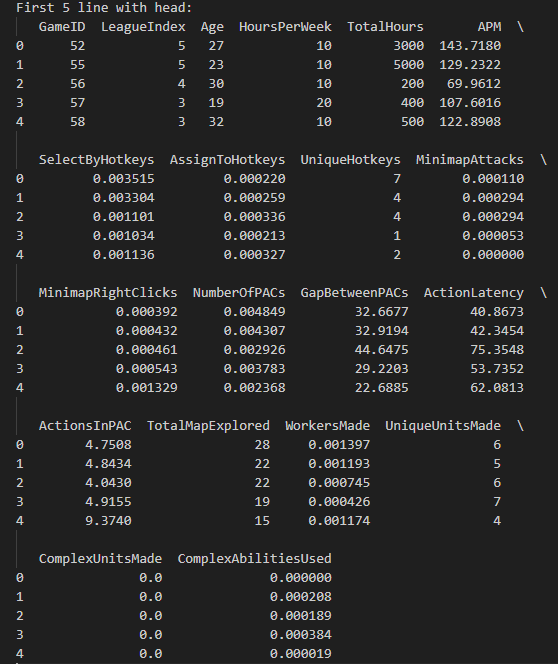 First 5 line with head:
GameID LeagueIndex Age HoursPerWeek TotalHours APM \
0 52 5 27 10 3000 143.7180
1 55 5 23 10 5000 129.2322
2 56 4 30 10 200 69.9612
3 57 3 19 20 400 107.6016
4 58 3 32 10 500 122.8908
SelectByHotkeys AssignToHotkeys UniqueHotkeys MinimapAttacks \
0 0.003515 0.000220 7 0.000110
1 0.003304 0.000259 4 0.000294
2 0.001101 0.000336 4 0.000294
3 0.001034 0.000213 1 0.000053
4 0.001136 0.000327 2 0.000000
MinimapRightClicks NumberOfPACs GapBetweenPACs ActionLatency \
0 0.000392 0.004849 32.6677 40.8673
1 0.000432 0.004307 32.9194 42.3454
2 0.000461 0.002926 44.6475 75.3548
3 0.000543 0.003783 29.2203 53.7352
4 0.001329 0.002368 22.6885 62.0813
ActionsInPAC TotalMapExplored WorkersMade UniqueUnitsMade \
0 4.7508 28 0.001397 6
1 4.8434 22 0.001193 5
2 4.0430 22 0.000745 6
3 4.9155 19 0.000426 7
4 9.3740 15 0.001174 4
ComplexUnitsMade ComplexAbilitiesUsed
0 0.0 0.000000
1 0.0 0.000208
2 0.0 0.000189
3 0.0 0.000384
4 0.0 0.000019